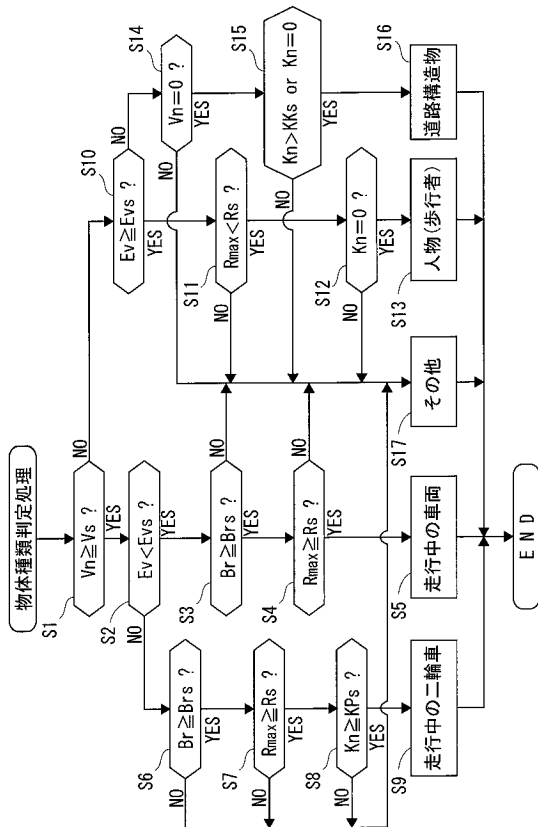 物体種類判定処理
S1
Vn≧Vs ?
NO
YES
S2
Ev<Evs ?
NO
YES
S3
Br≧Brs ?
NO
YES
S4
Rmax≧Rs ?
NO
YES
S5
走行中の車両
S6
Br≧Brs ?
NO
YES
S7
Rmax≧Rs ?
NO
YES
S8
Kn≧KPs ?
NO
YES
S9
走行中の二輪車
S10
Ev≧Evs ?
NO
YES
S11
Rmax<Rs ?
NO
YES
S12
Kn=0 ?
NO
YES
S13
人物(歩行者)
S14
Vn=0 ?
NO
YES
S15
Kn>KKs or Kn=0
NO
YES
S16
道路構造物
S17
その他
END